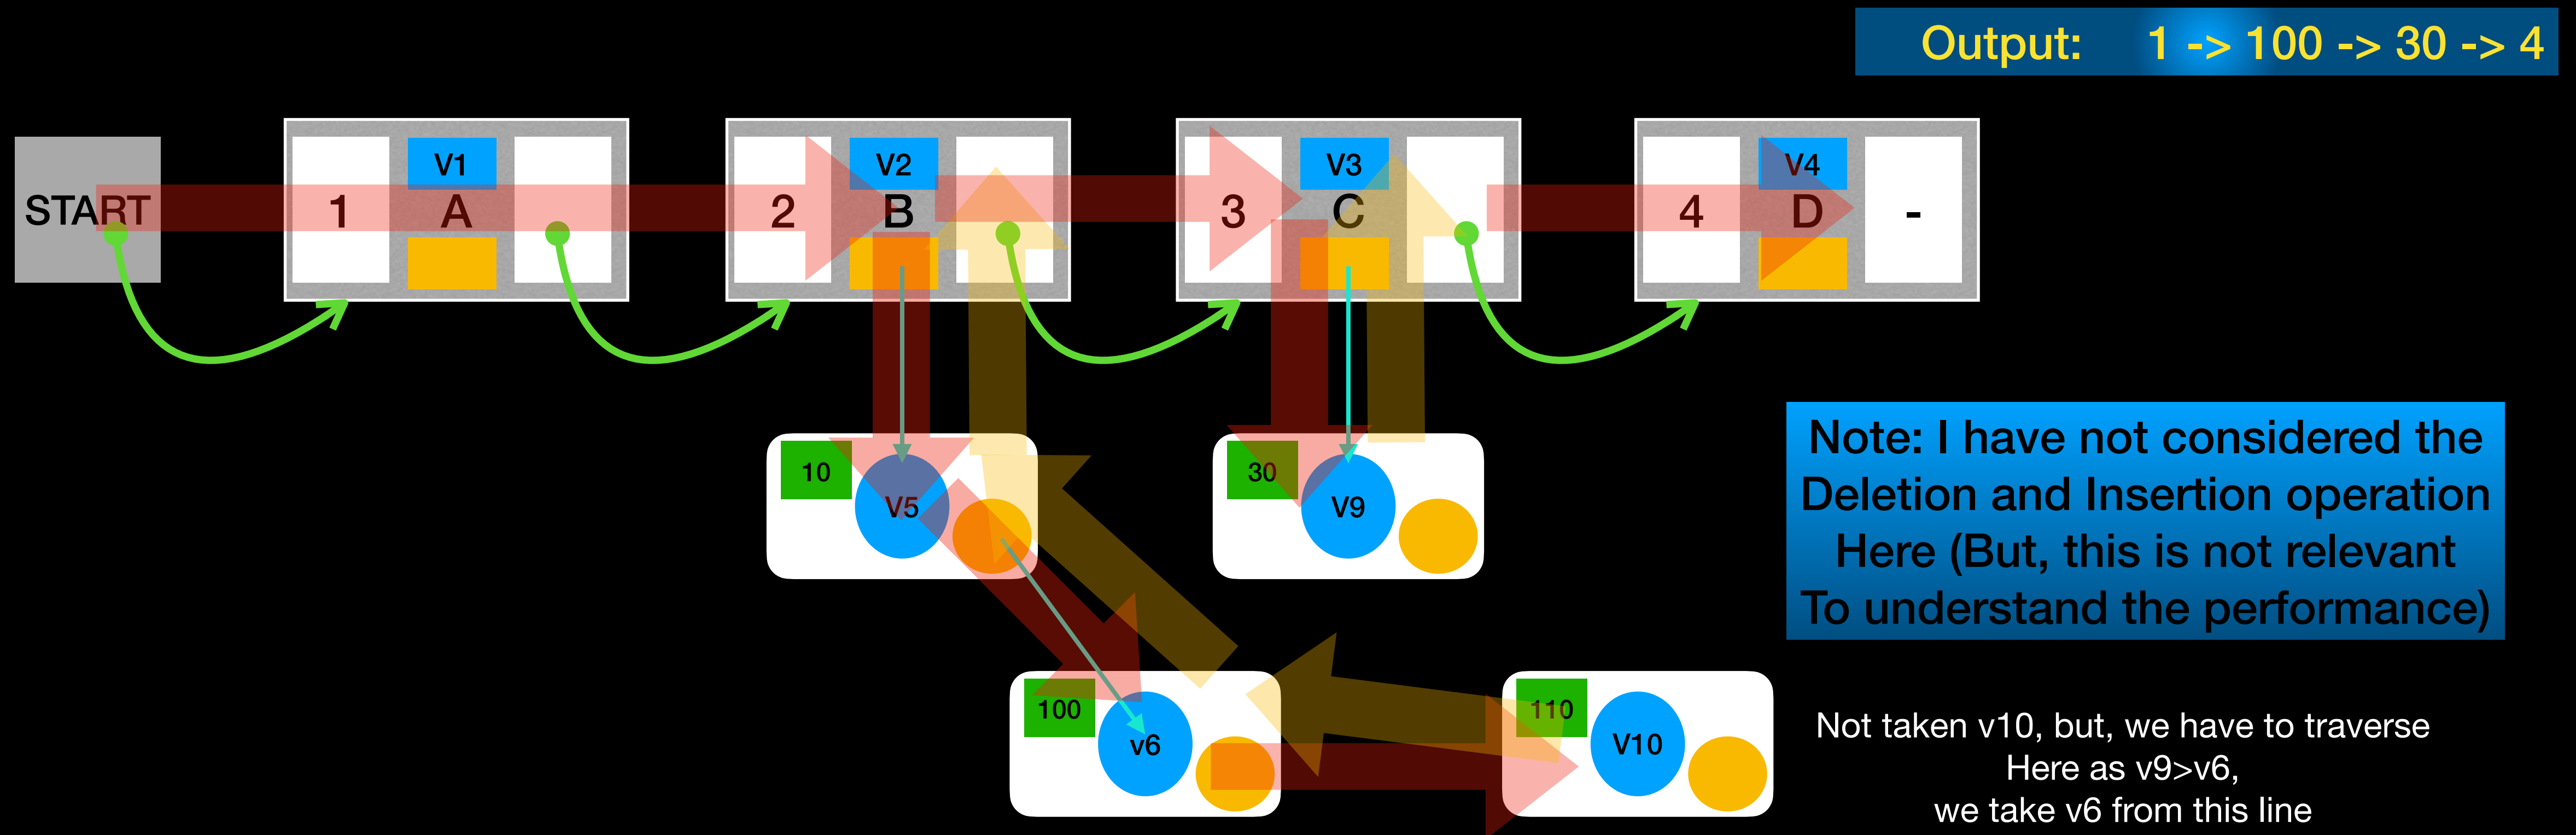 Output: 1 -> 100 -> 30 -> 4
START
1
V1
A
2
V2
B
3
V3
C
4
V4
D
-
10
V5
30
V9
100
v6
110
V10
Note: I have not considered the
Deletion and Insertion operation
Here (But, this is not relevant
To understand the performance)
Not taken v10, but, we have to traverse
Here as v9>v6,
we take v6 from this line